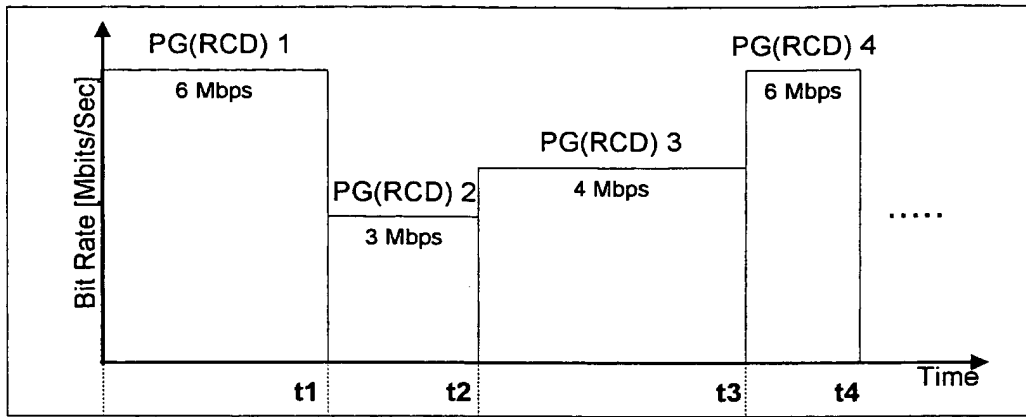 PG(RCD) 1
PG(RCD) 4
6 Mbps
6 Mbps
PG(RCD) 3
PG(RCD) 2
4 Mbps
3 Mbps
.....
Bit Rate [Mbits/Sec]
Time
t1
t2
t3
t4